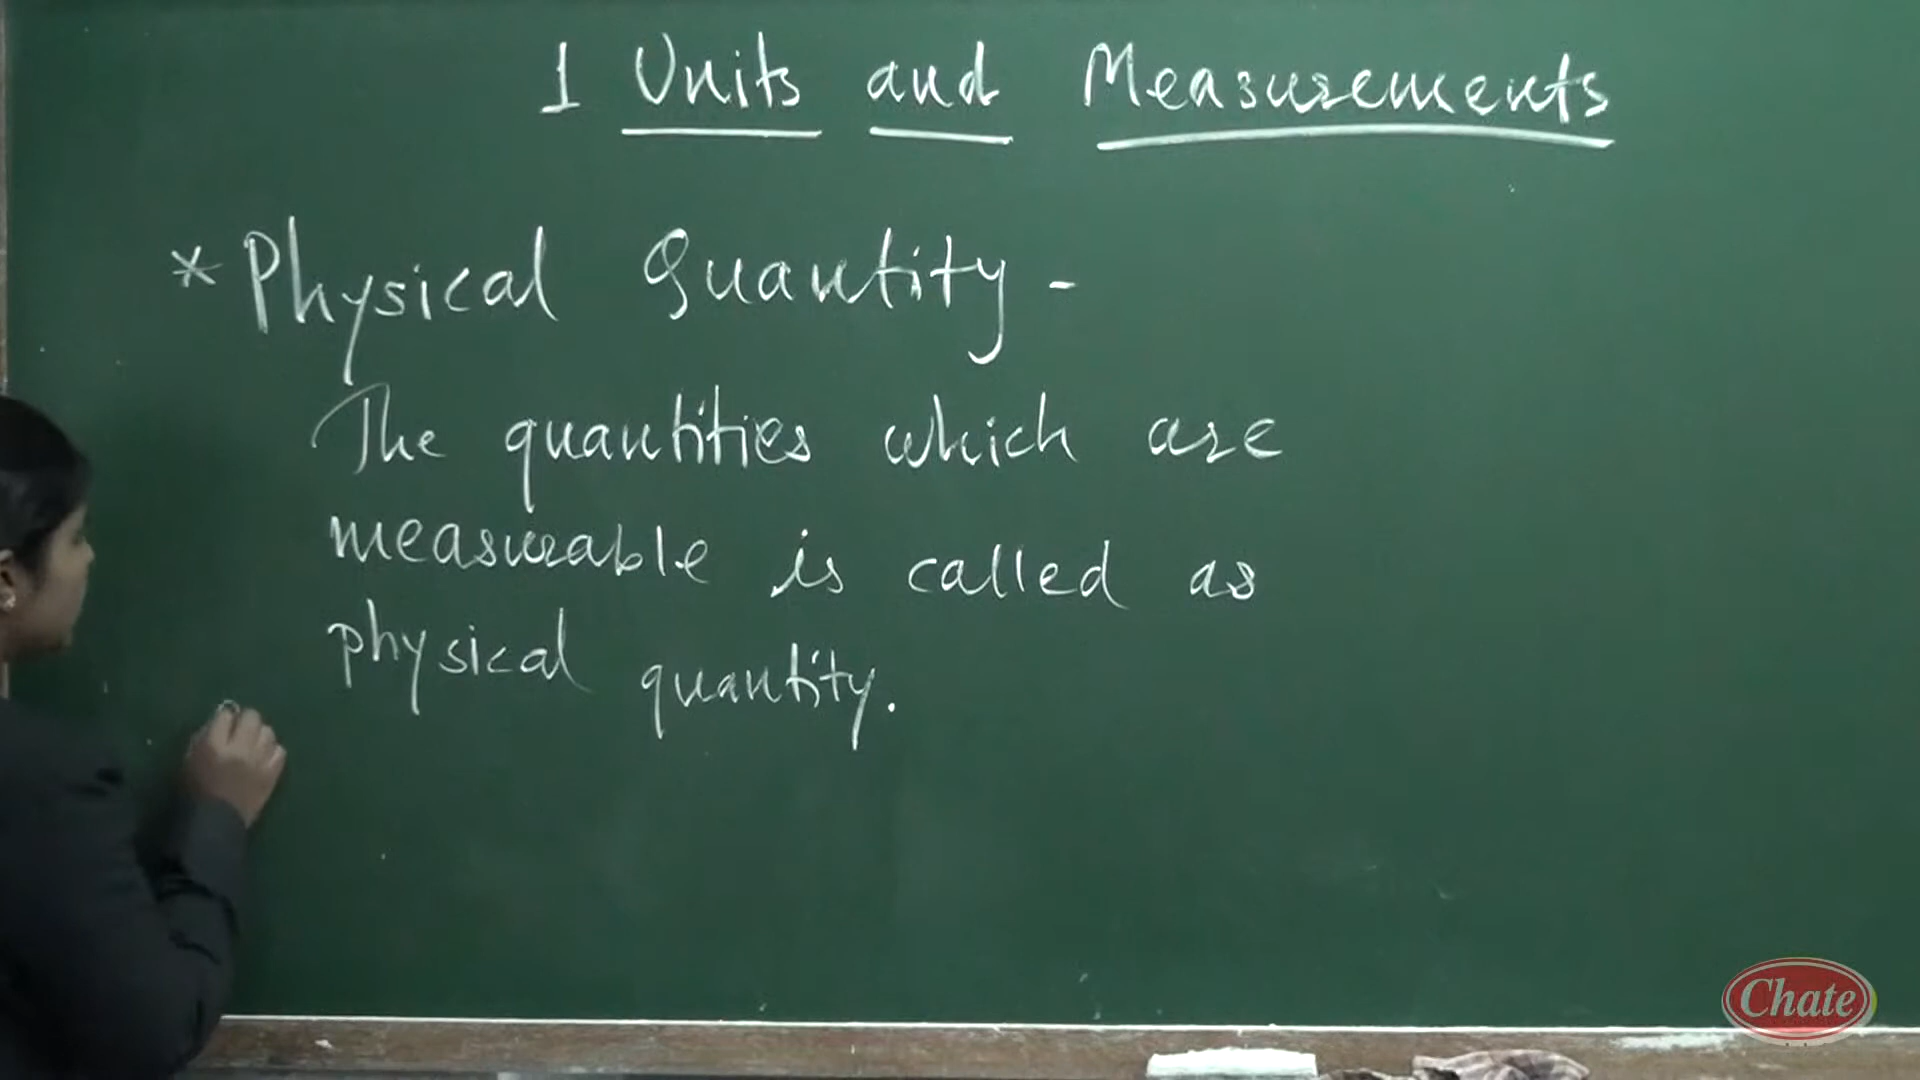 1 Units and Measurements
* Physical Quantity -
The quantities which are
measurable is called as
physical quantity.
Chate